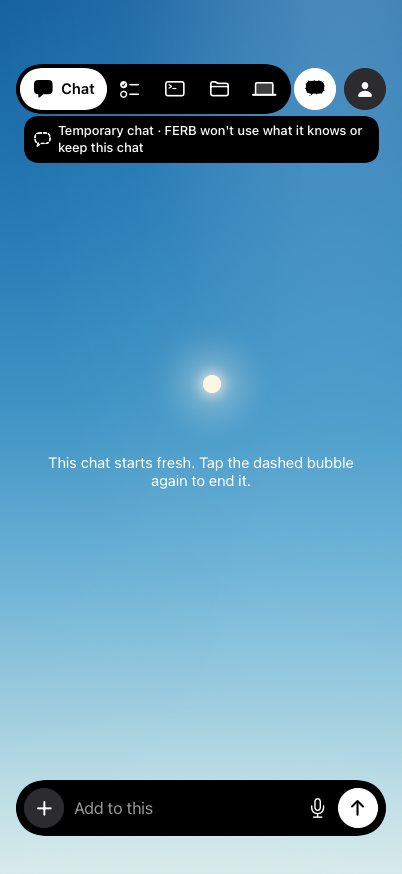 Chat
Temporary chat · FERB won't use what it knows or
keep this chat
This chat starts fresh. Tap the dashed bubble
again to end it.
Add to this